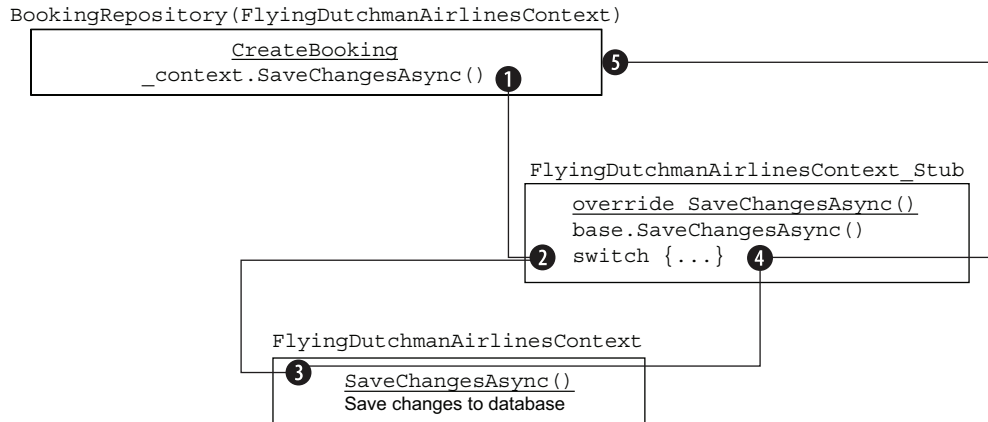 BookingRepository(FlyingDutchmanAirlinesContext)
CreateBooking
_context.SaveChangesAsync() 1
5
FlyingDutchmanAirlinesContext_Stub
override SaveChangesAsync()
base.SaveChangesAsync()
2 switch {...} 4
FlyingDutchmanAirlinesContext
3
SaveChangesAsync()
Save changes to database